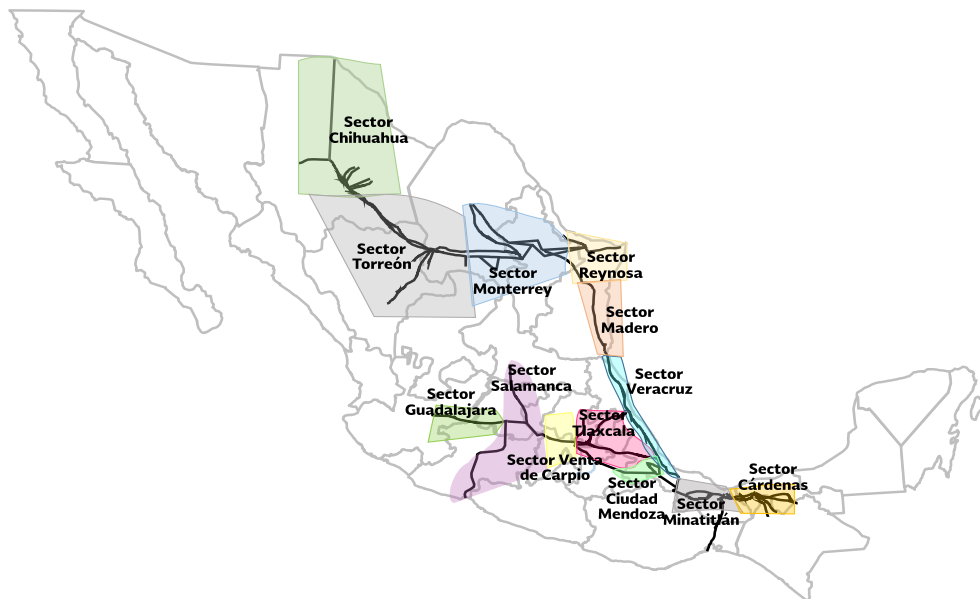 Sector
Chihuahua
Sector
Torreón
Sector
Monterrey
Sector
Reynosa
Sector
Madero
Sector
Veracruz
Sector
Salamanca
Sector
Guadalajara
Sector
Tlaxcala
Sector Venta
de Carpio
Sector
Ciudad
Mendoza
Sector
Minatitlán
Sector
Cárdenas